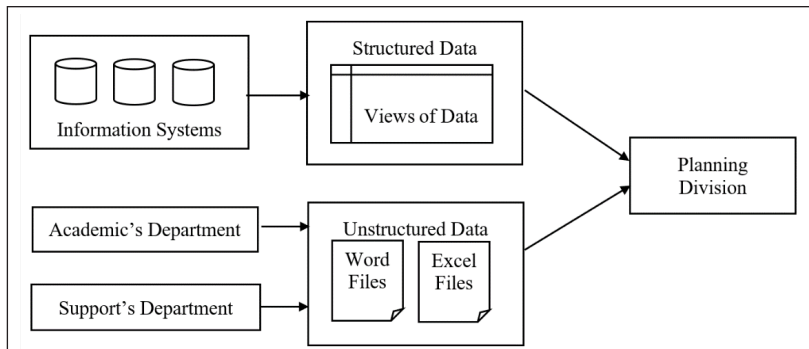 Information Systems
Structured Data
Views of Data
Academic's Department
Support's Department
Unstructured Data
Word
Files
Excel
Files
Planning
Division